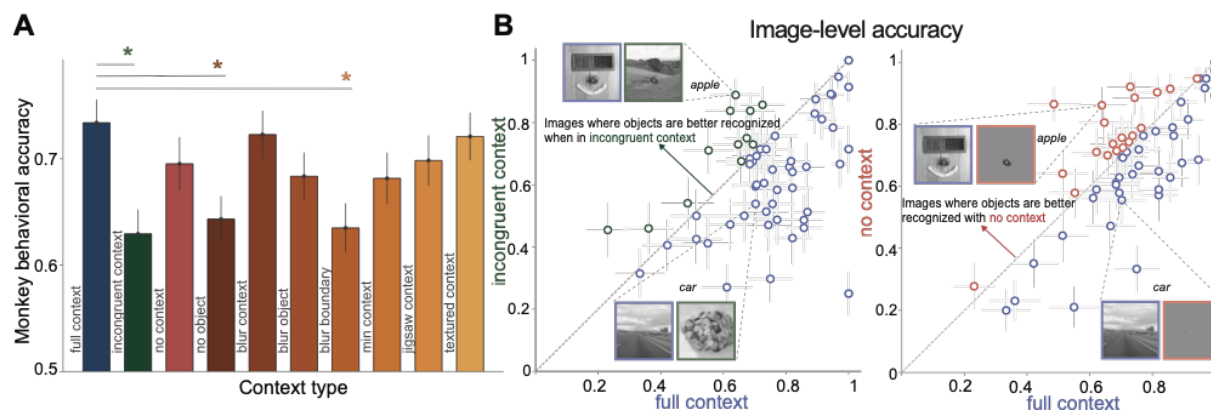 A
*
*
*
Monkey behavioral accuracy
0.7
0.6
0.5
full context
incongruent context
no context
no object
blur context
blur object
blur boundary
min context
jigsaw context
textured context
Context type
B
Image-level accuracy
incongruent context
1
0.8
0.6
0.4
0.2
0
apple
Images where objects are better recognized
when in incongruent context
car
0.2
0.4
0.6
0.8
1
full context
no context
1
0.8
0.6
0.4
0.2
0
apple
Images where objects are better
recognized with no context
car
0.2
0.4
0.6
0.8
full context